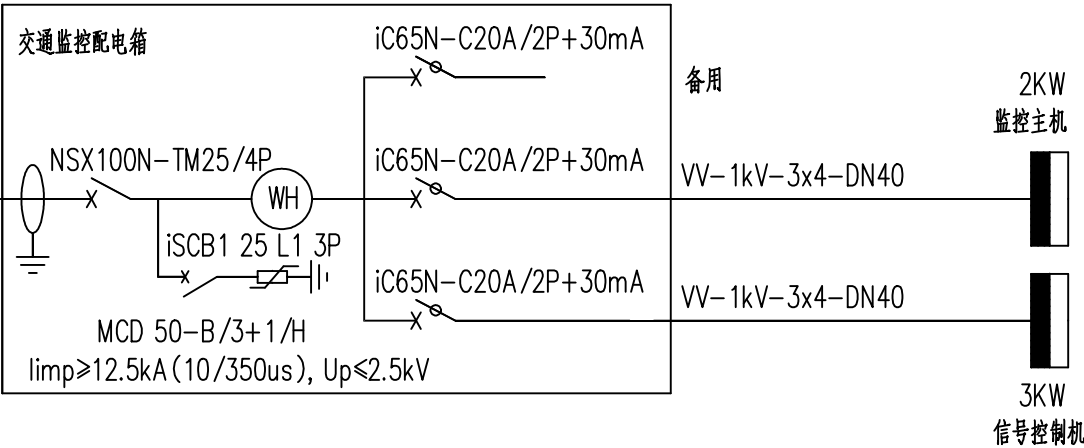 交通监控配电箱
iC65N-C20A/2P+30mA
备用
2KW
监控主机
NSX100N-TM25/4P
iC65N-C20A/2P+30mA
VV-1kV-3x4-DN40
WH
iSCB1 25 L1 3P
iC65N-C20A/2P+30mA
VV-1kV-3x4-DN40
MCD 50-B/3+1/H
Iimp≥12.5kA(10/350us), Up≤2.5kV
3KW
信号控制机